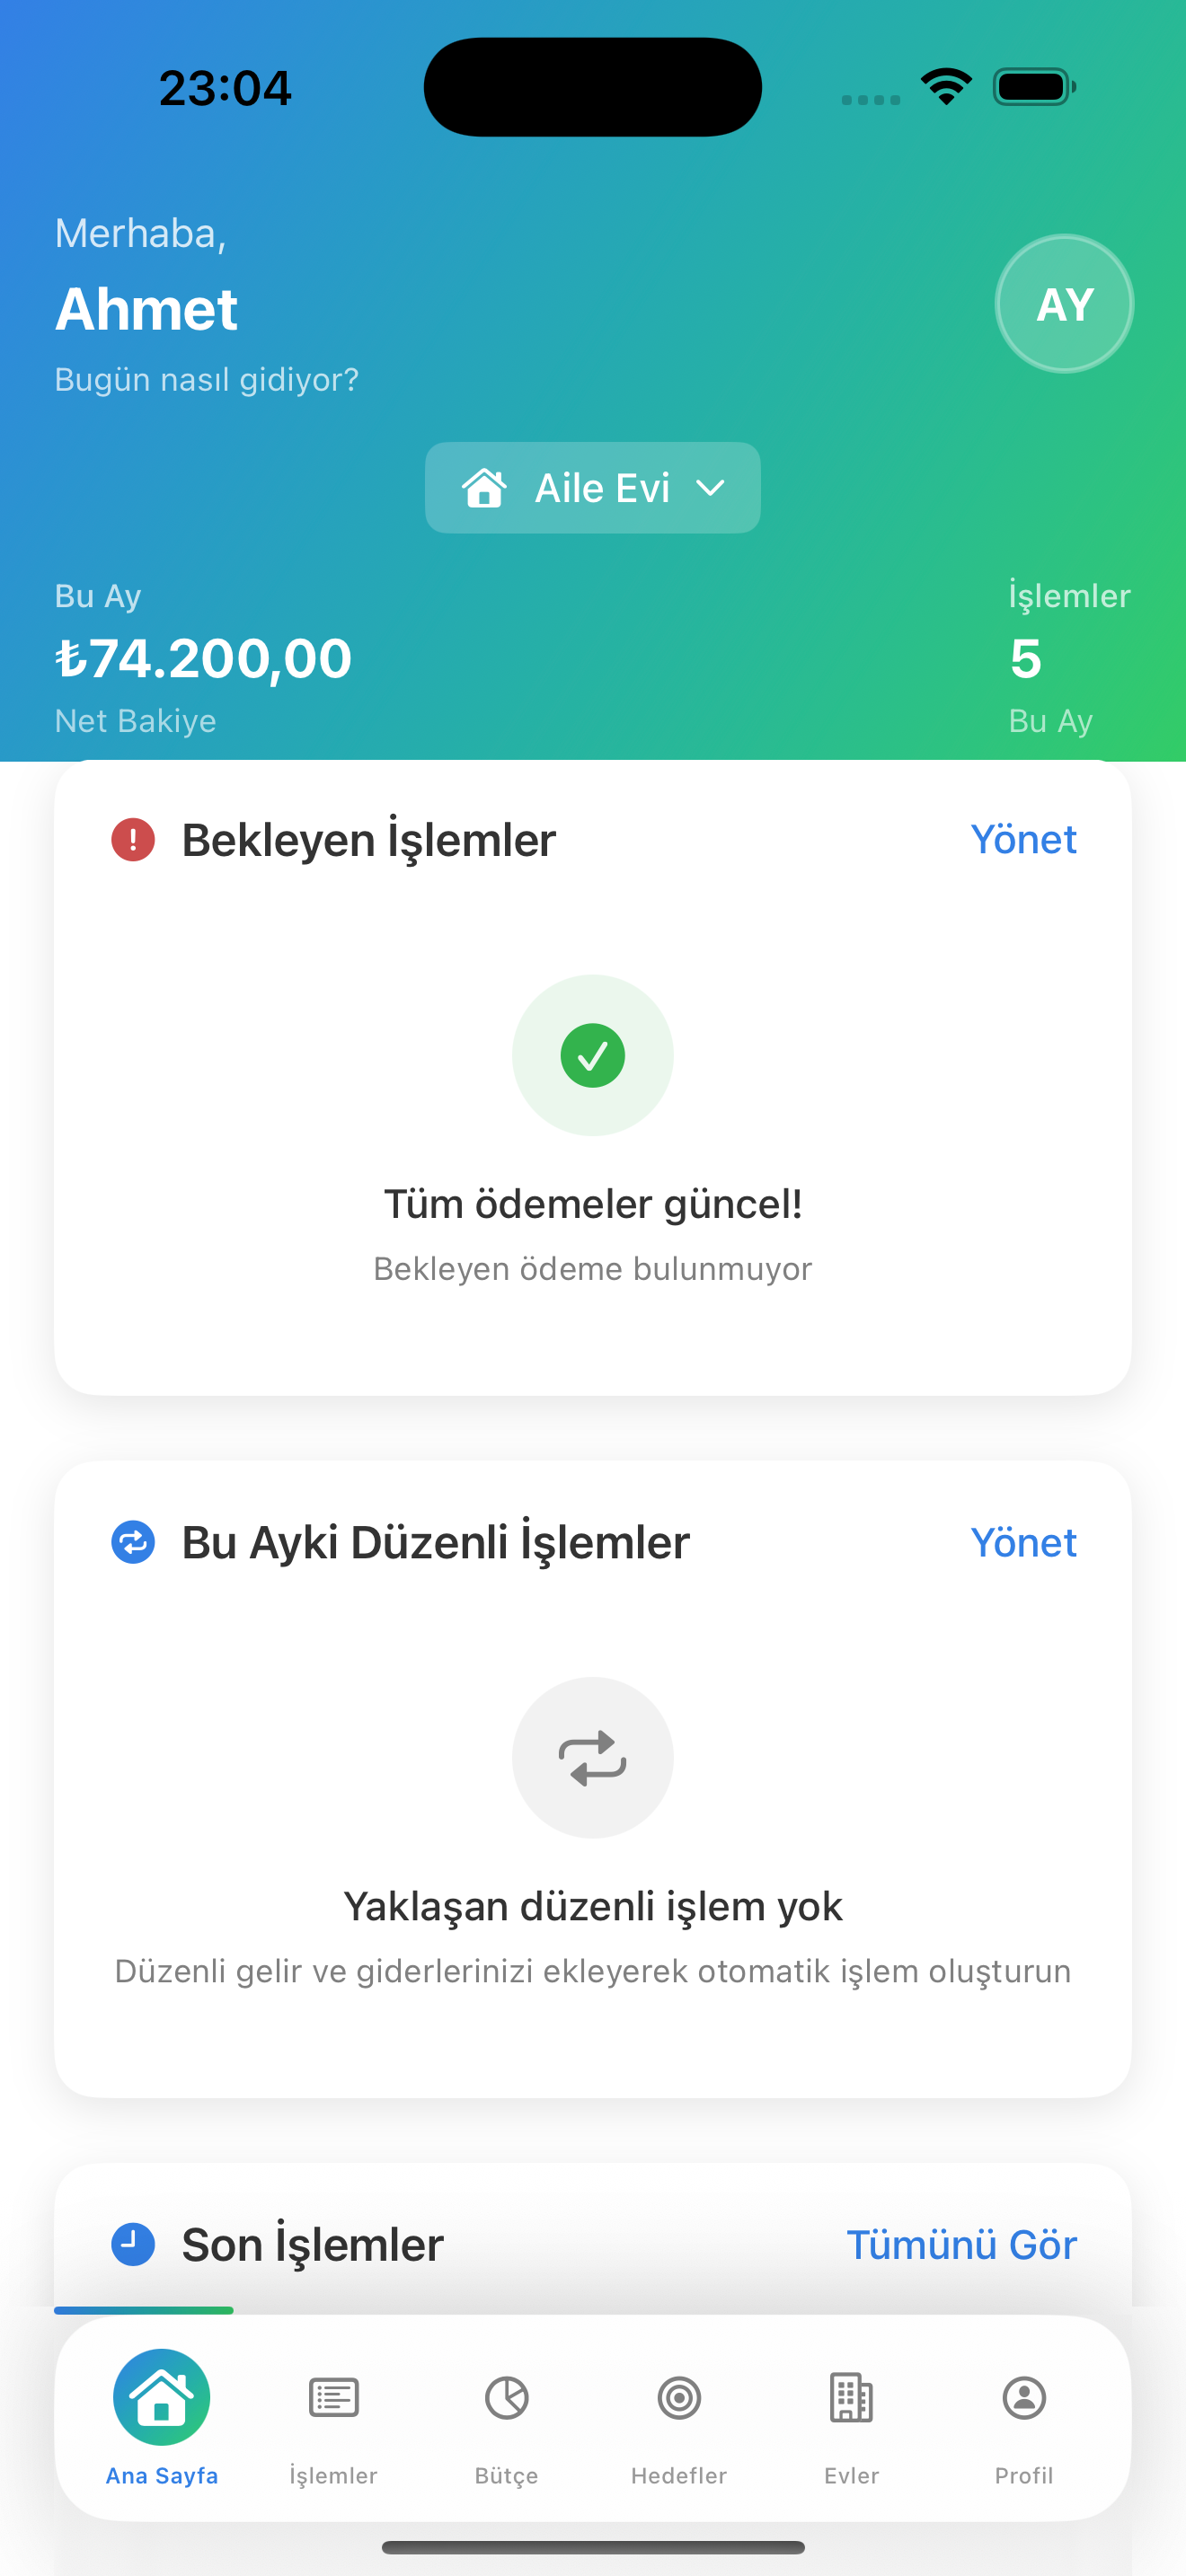 23:04
Merhaba,
Ahmet
AY
Bugün nasıl gidiyor?
Aile Evi
Bu Ay
İşlemler
₺74.200,00
5
Net Bakiye
Bu Ay
Bekleyen İşlemler
Yönet
Tüm ödemeler güncel!
Bekleyen ödeme bulunmuyor
Bu Ayki Düzenli İşlemler
Yönet
Yaklaşan düzenli işlem yok
Düzenli gelir ve giderlerinizi ekleyerek otomatik işlem oluşturun
Son İşlemler
Tümünü Gör
Ana Sayfa
İşlemler
Bütçe
Hedefler
Evler
Profil